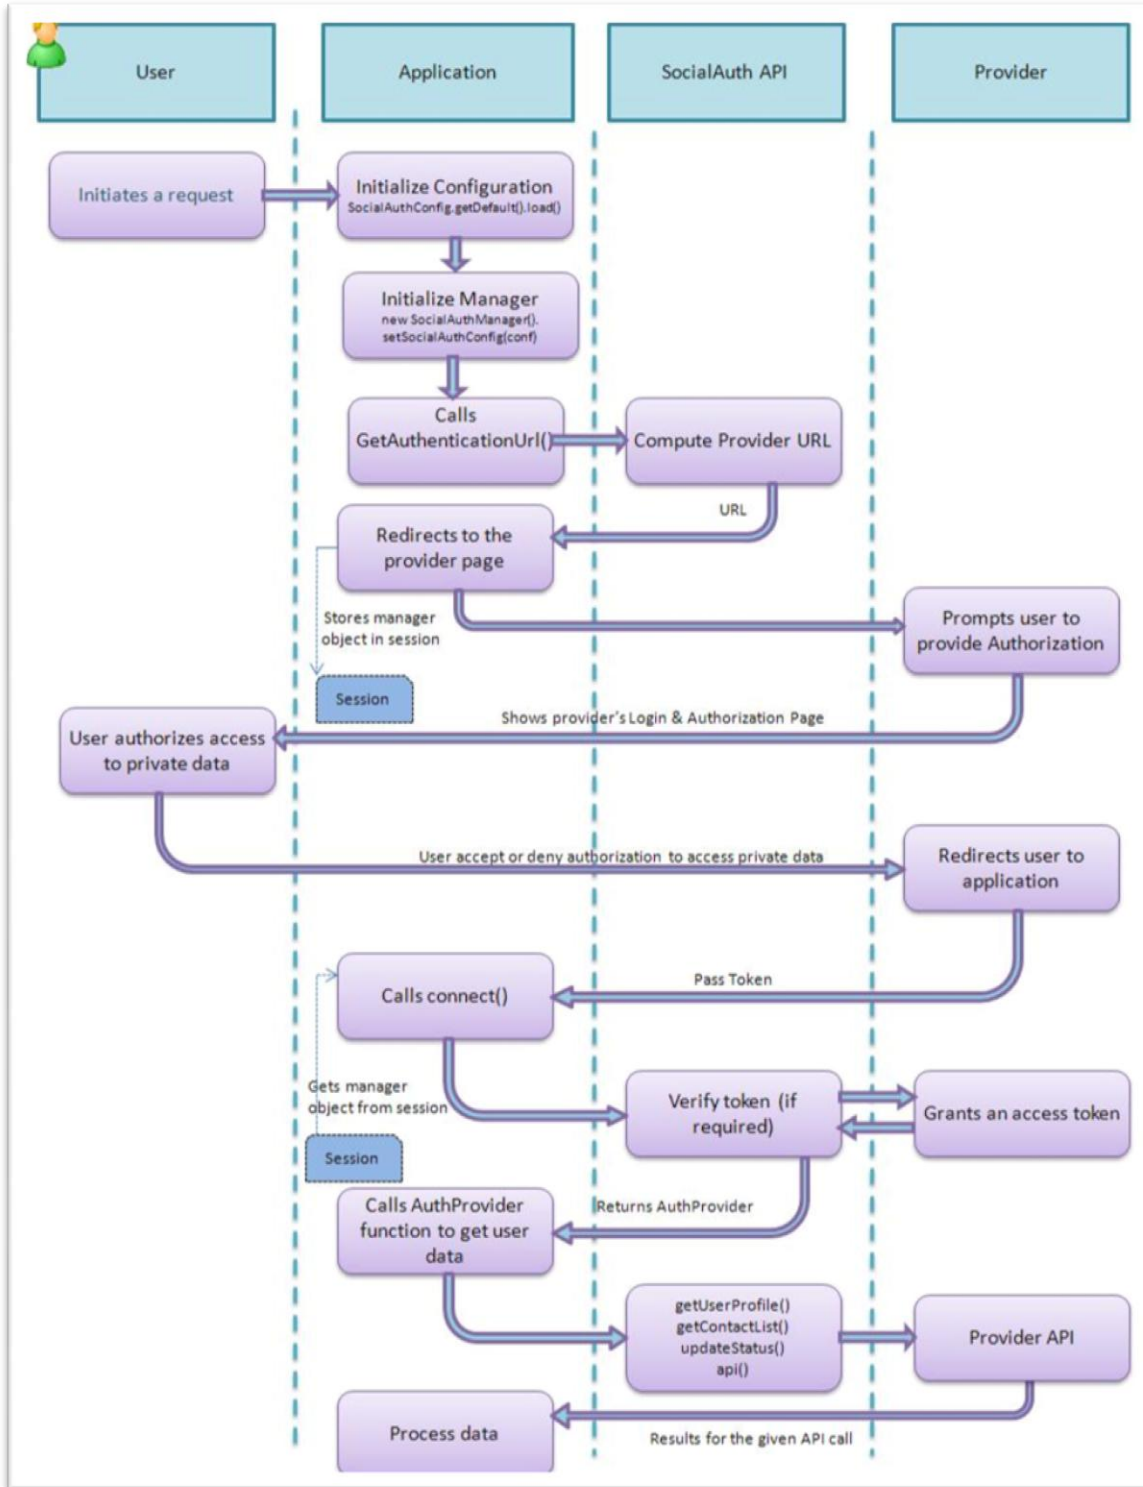 User
Application
SocialAuth API
Provider
Initiates a request
Initialize Configuration
SocialAuthConfig.getDefault().load()
Initialize Manager
new SocialAuthManager().
setSocialAuthConfig(conf)
Calls
GetAuthenticationUrl()
Compute Provider URL
URL
Redirects to the
provider page
Stores manager
object in session
Session
Prompts user to
provide Authorization
Shows provider's Login & Authorization Page
User authorizes access
to private data
User accept or deny authorization to access private data
Redirects user to
application
Pass Token
Calls connect()
Gets manager
object from session
Session
Verify token (if
required)
Grants an access token
Returns AuthProvider
Calls AuthProvider
function to get user
data
getUserProfile()
getContactList()
updateStatus()
api()
Provider API
Results for the given API call
Process data